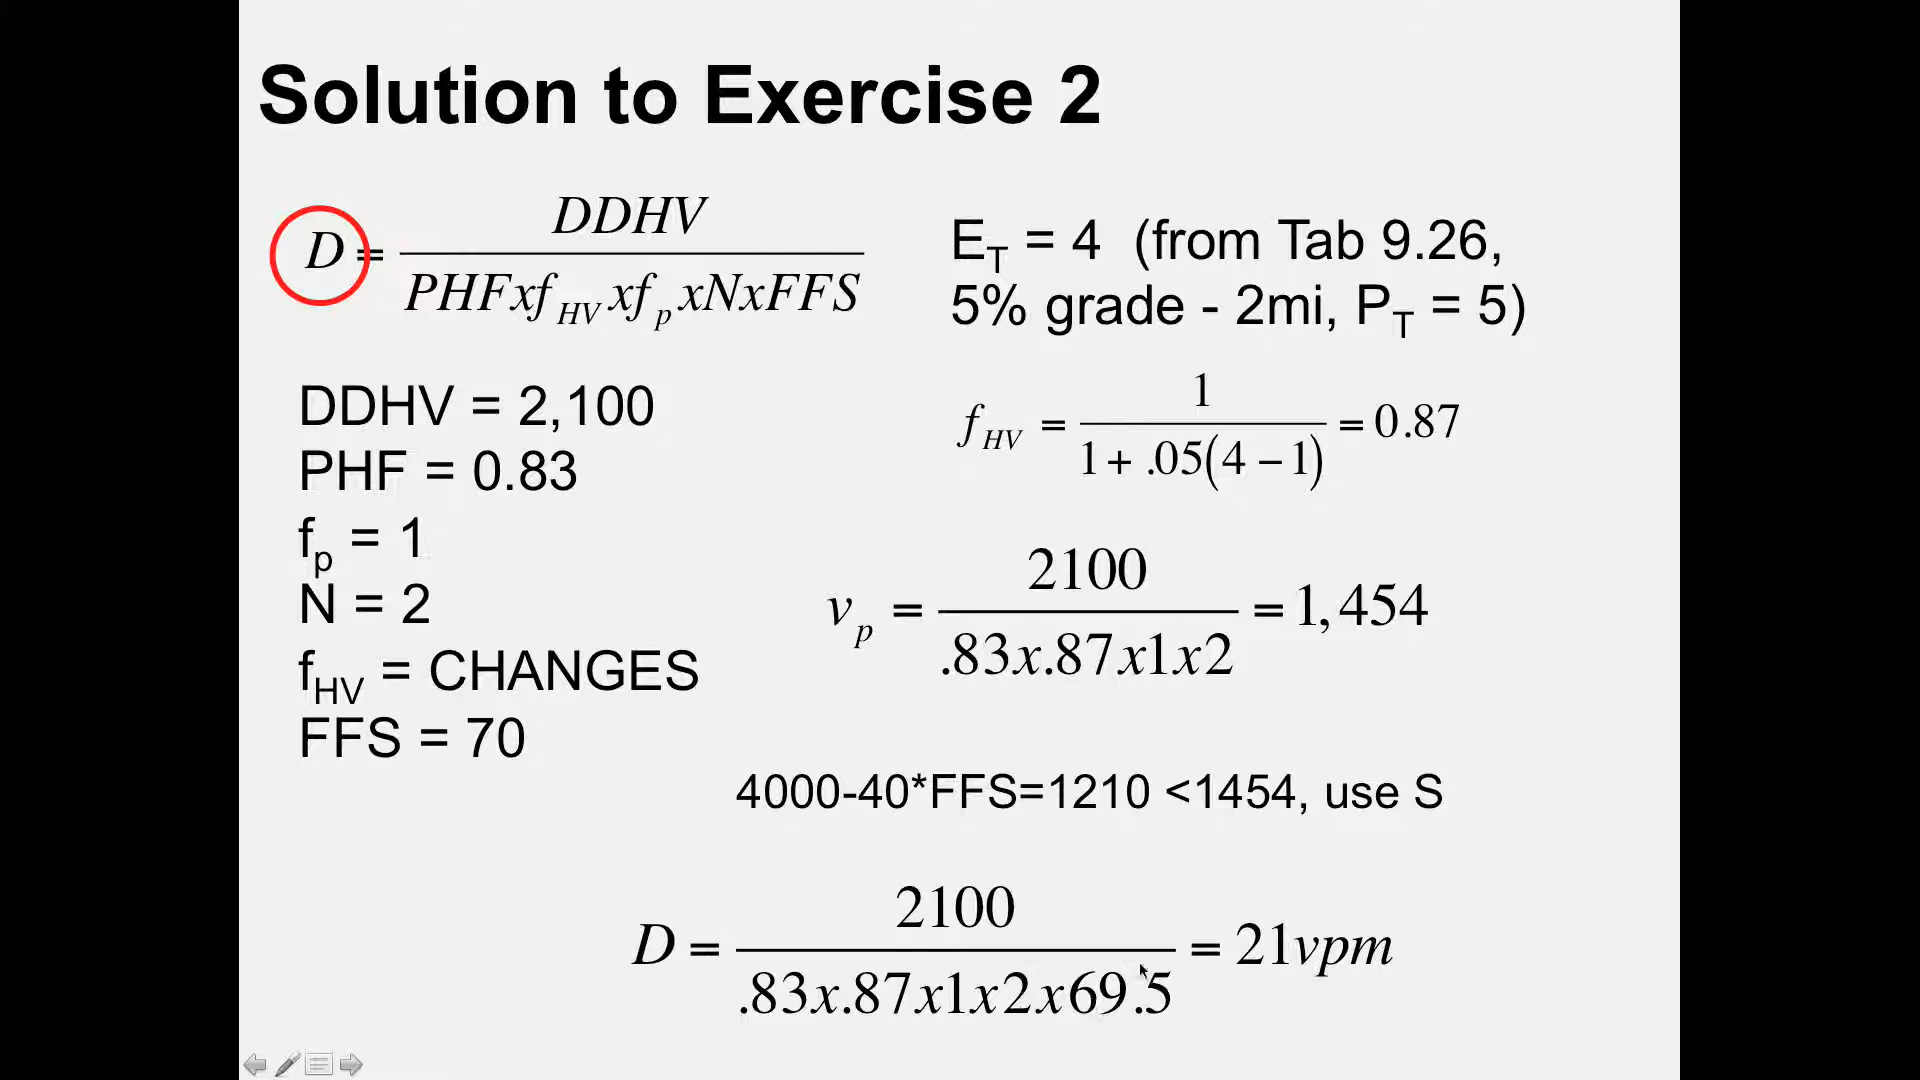 Solution to Exercise 2
D = DDHV / PHFxf_HV xf_p xNxFFS
E_T = 4 (from Tab 9.26,
5% grade - 2mi, P_T = 5)
DDHV = 2,100
PHF = 0.83
f_p = 1
N = 2
f_HV = CHANGES
FFS = 70
f_HV = 1 / 1 + .05(4 − 1) = 0.87
v_p = 2100 / .83x.87x1x2 = 1,454
4000-40*FFS=1210 <1454, use S
D = 2100 / .83x.87x1x2x69.5 = 21vpm